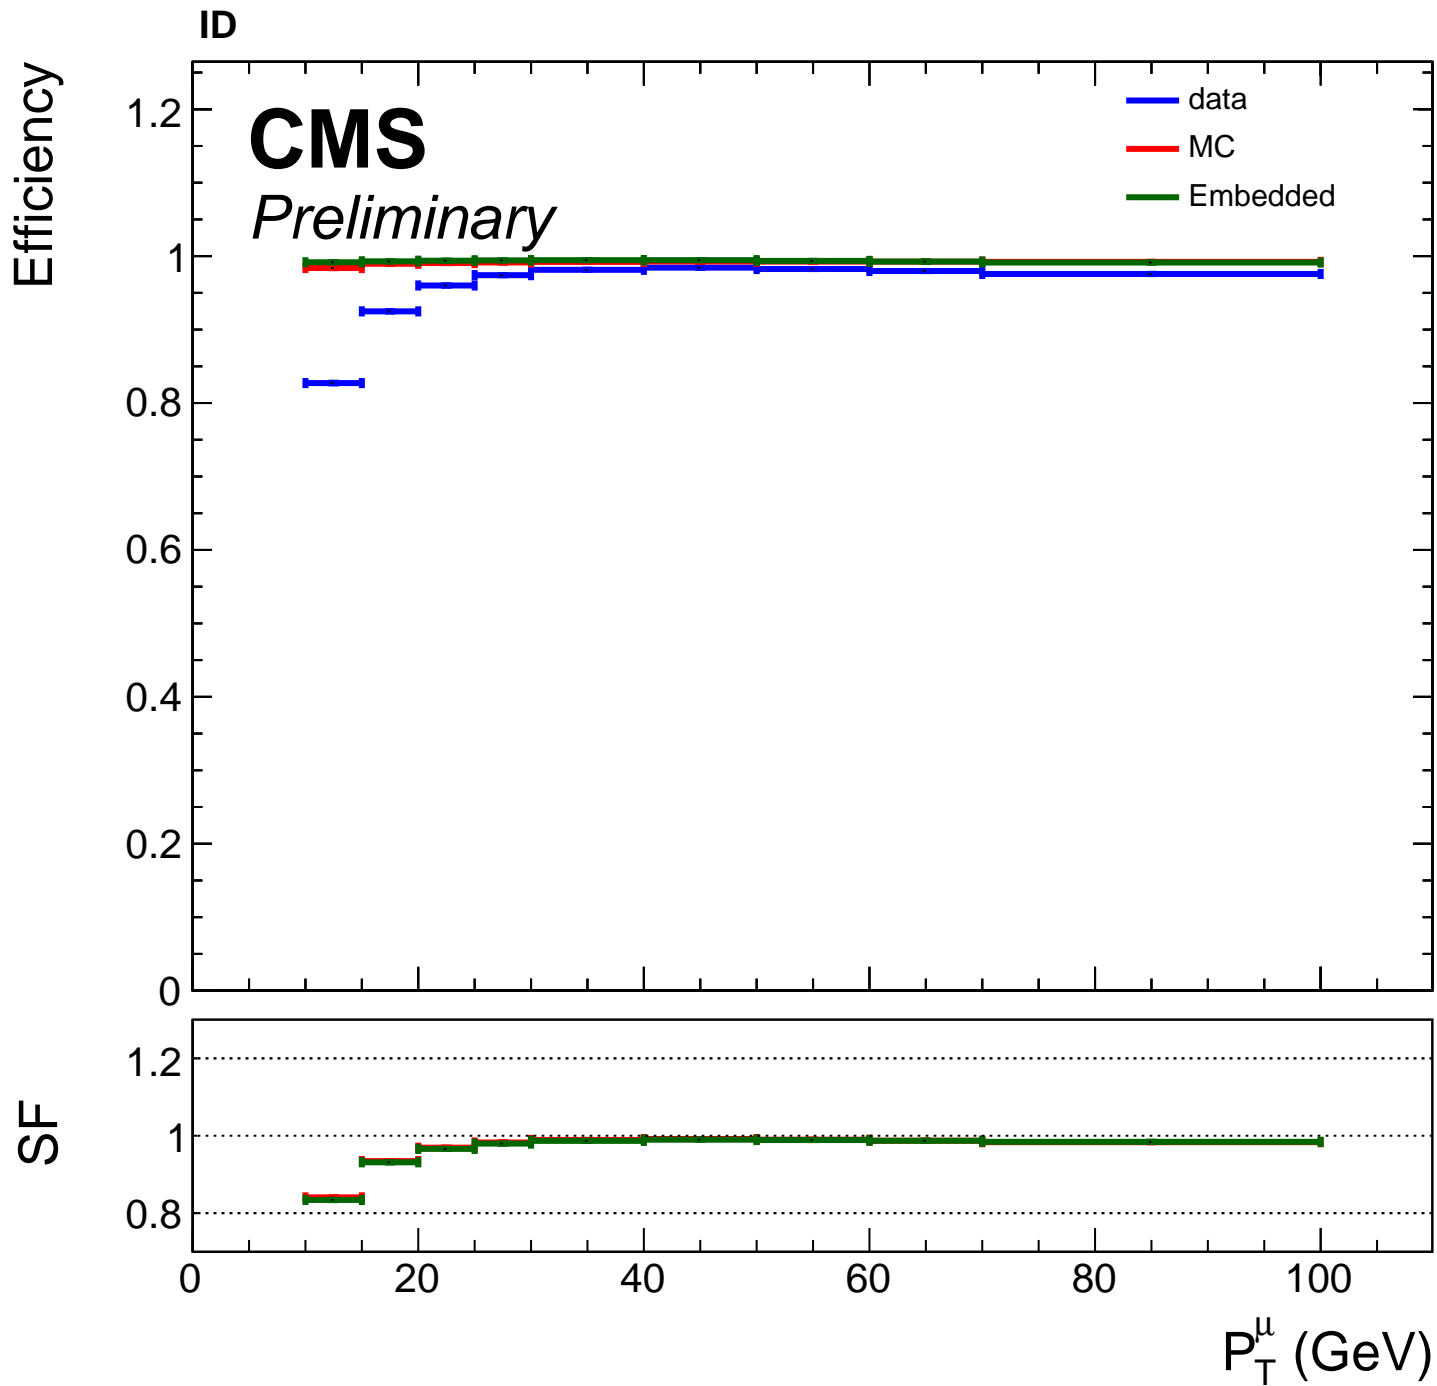 ID
Efficiency
CMS
Preliminary
data
MC
Embedded
1.2
1
0.8
0.6
0.4
0.2
0
SF
1.2
1
0.8
0 20 40 60 80 100
P_T^μ (GeV)